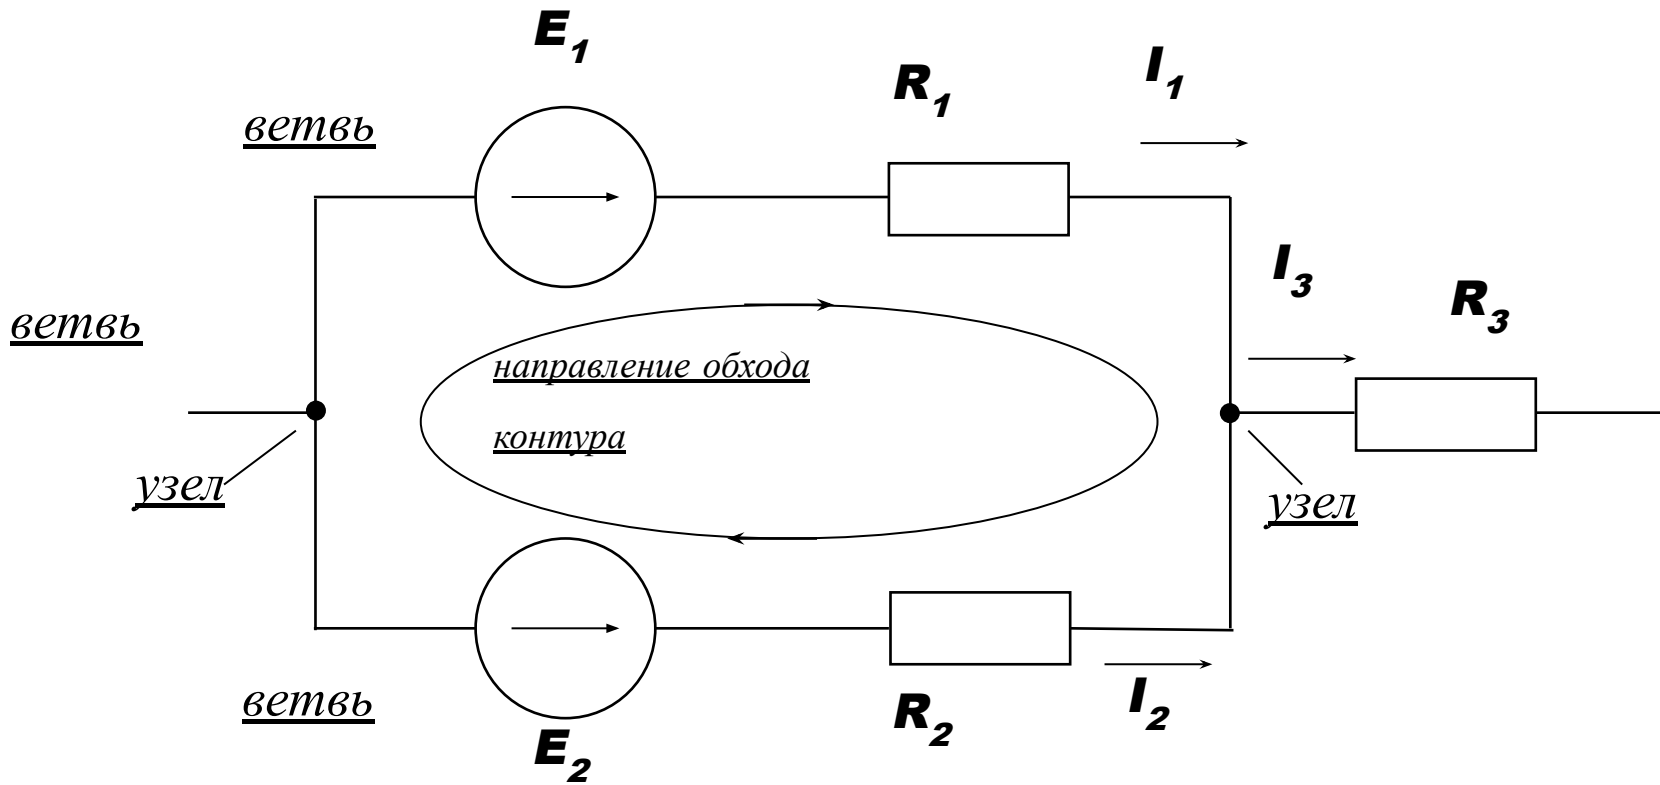 E1
R1
I1
ветвь
I3
R3
ветвь
направление обхода
контура
узел
узел
ветвь
R2
I2
E2